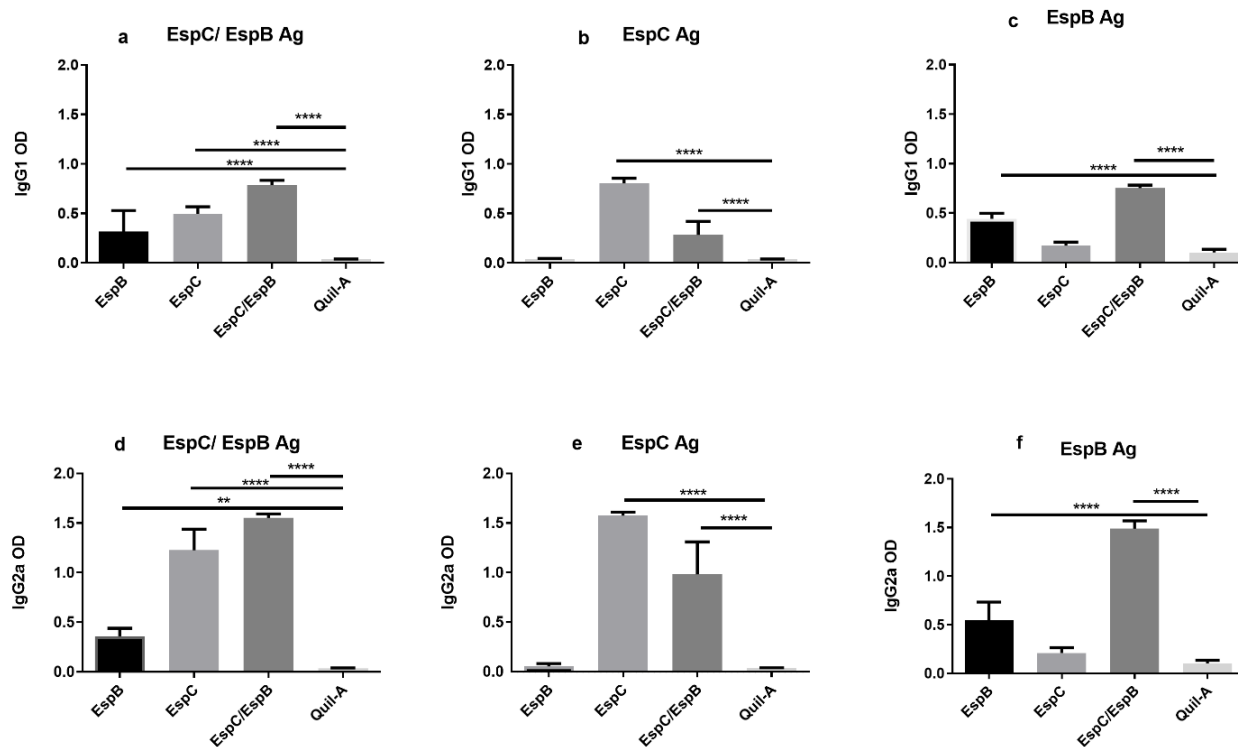 a EspC/ EspB Ag
IgG1 OD
2.0
1.5
1.0
0.5
0.0
****
****
****
EspB
EspC
EspC/EspB
Quil-A
b EspC Ag
IgG1 OD
2.0
1.5
1.0
0.5
0.0
****
****
EspB
EspC
EspC/EspB
Quil-A
c EspB Ag
IgG1 OD
2.0
1.5
1.0
0.5
0.0
****
****
EspB
EspC
EspC/EspB
Quil-A
d EspC/ EspB Ag
IgG2a OD
2.0
1.5
1.0
0.5
0.0
****
****
**
EspB
EspC
EspC/EspB
Quil-A
e EspC Ag
IgG2a OD
2.0
1.5
1.0
0.5
0.0
****
****
EspB
EspC
EspC/EspB
Quil-A
f EspB Ag
IgG2a OD
2.0
1.5
1.0
0.5
0.0
****
****
EspB
EspC
EspC/EspB
Quil-A